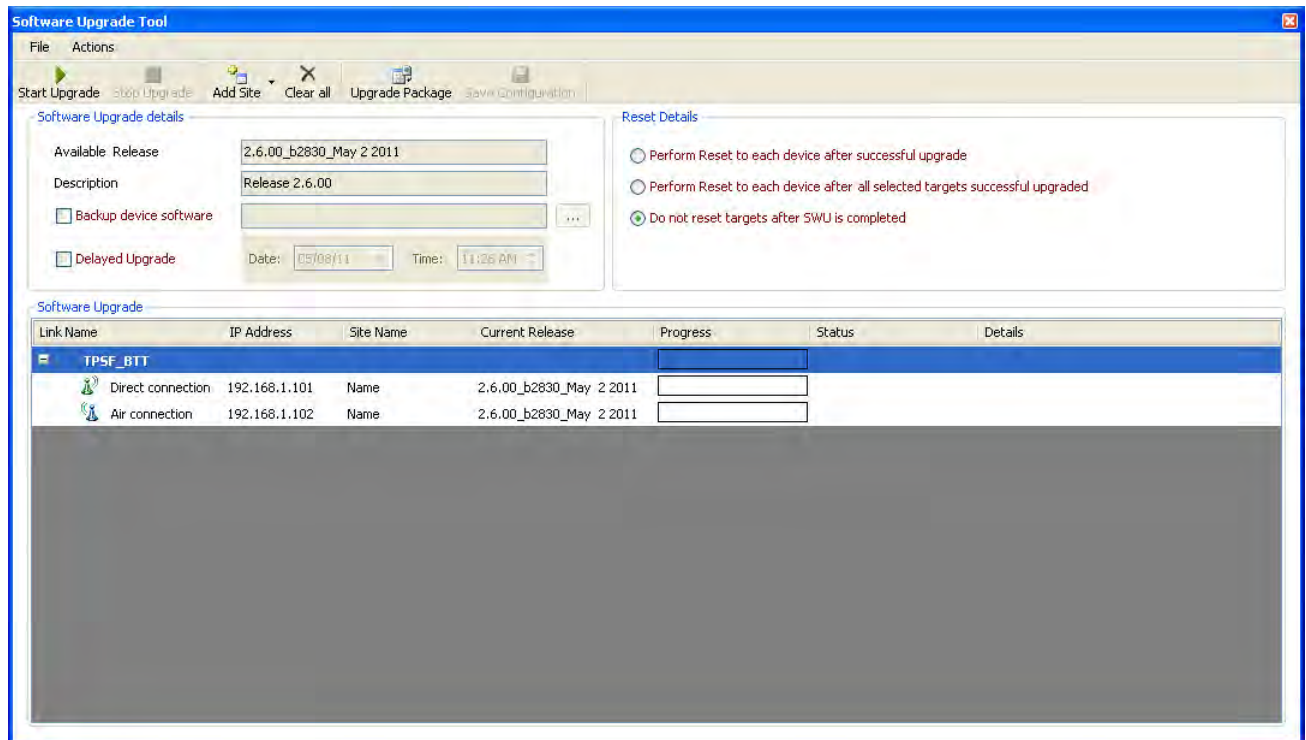 Software Upgrade Tool
File Actions
Start Upgrade Stop Upgrade Add Site Clear all Upgrade Package Save Configuration
Software Upgrade details
Available Release 2.6.00_b2830_May 2 2011
Description Release 2.6.00
Backup device software ...
Delayed Upgrade Date: 05/08/11 Time: 11:26 AM
Reset Details
Perform Reset to each device after successful upgrade
Perform Reset to each device after all selected targets successful upgraded
Do not reset targets after SWU is completed
Software Upgrade
Link Name IP Address Site Name Current Release Progress Status Details
TPSF_BTT
Direct connection 192.168.1.101 Name 2.6.00_b2830_May 2 2011
Air connection 192.168.1.102 Name 2.6.00_b2830_May 2 2011